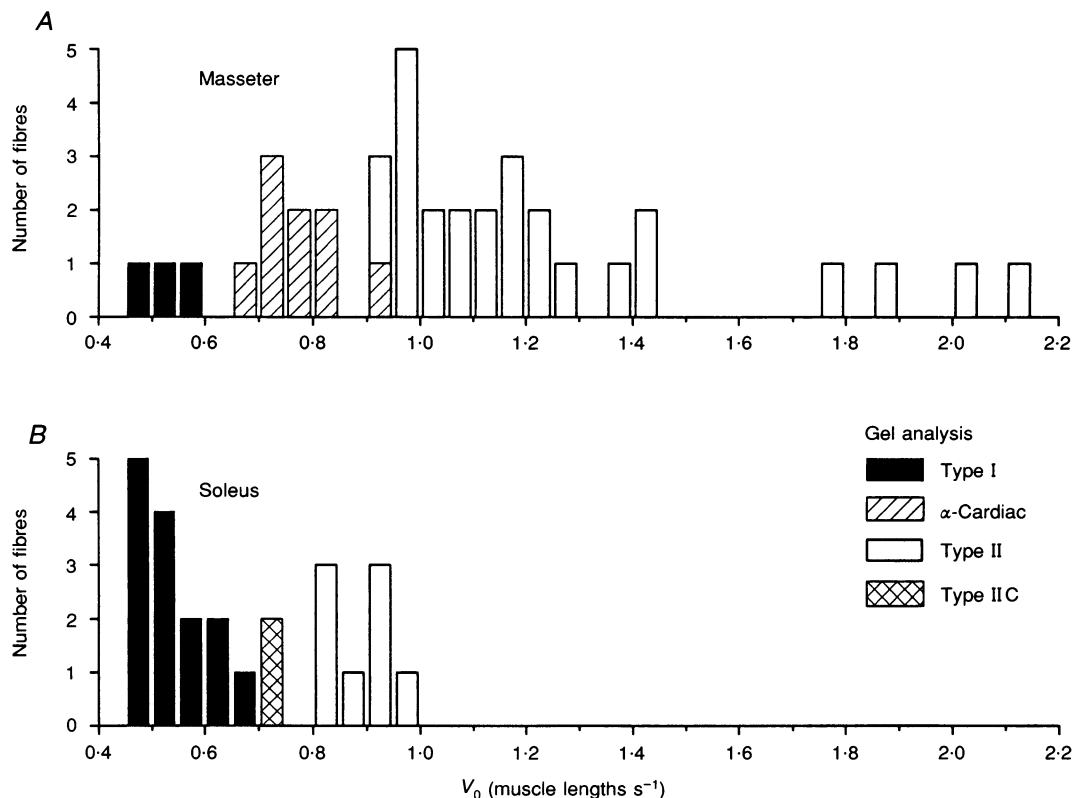 A
Masseter
Number of fibres
5
4
3
2
1
0
0·4 0·6 0·8 1·0 1·2 1·4 1·6 1·8 2·0 2·2
B
Soleus
Number of fibres
5
4
3
2
1
0
0·4 0·6 0·8 1·0 1·2 1·4 1·6 1·8 2·0 2·2
V₀ (muscle lengths s⁻¹)
Gel analysis
Type I
α-Cardiac
Type II
Type IIC